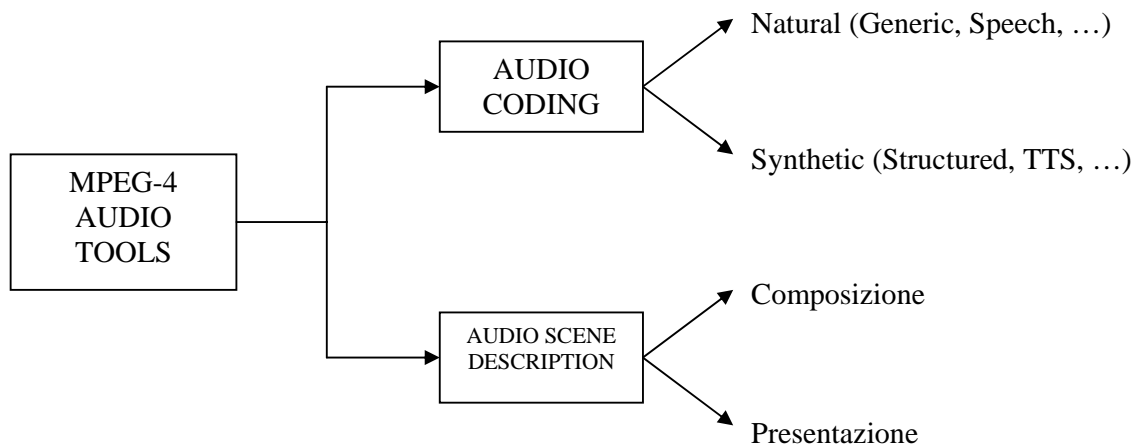 MPEG-4
AUDIO
TOOLS
AUDIO
CODING
Natural (Generic, Speech, …)
Synthetic (Structured, TTS, …)
AUDIO SCENE
DESCRIPTION
Composizione
Presentazione